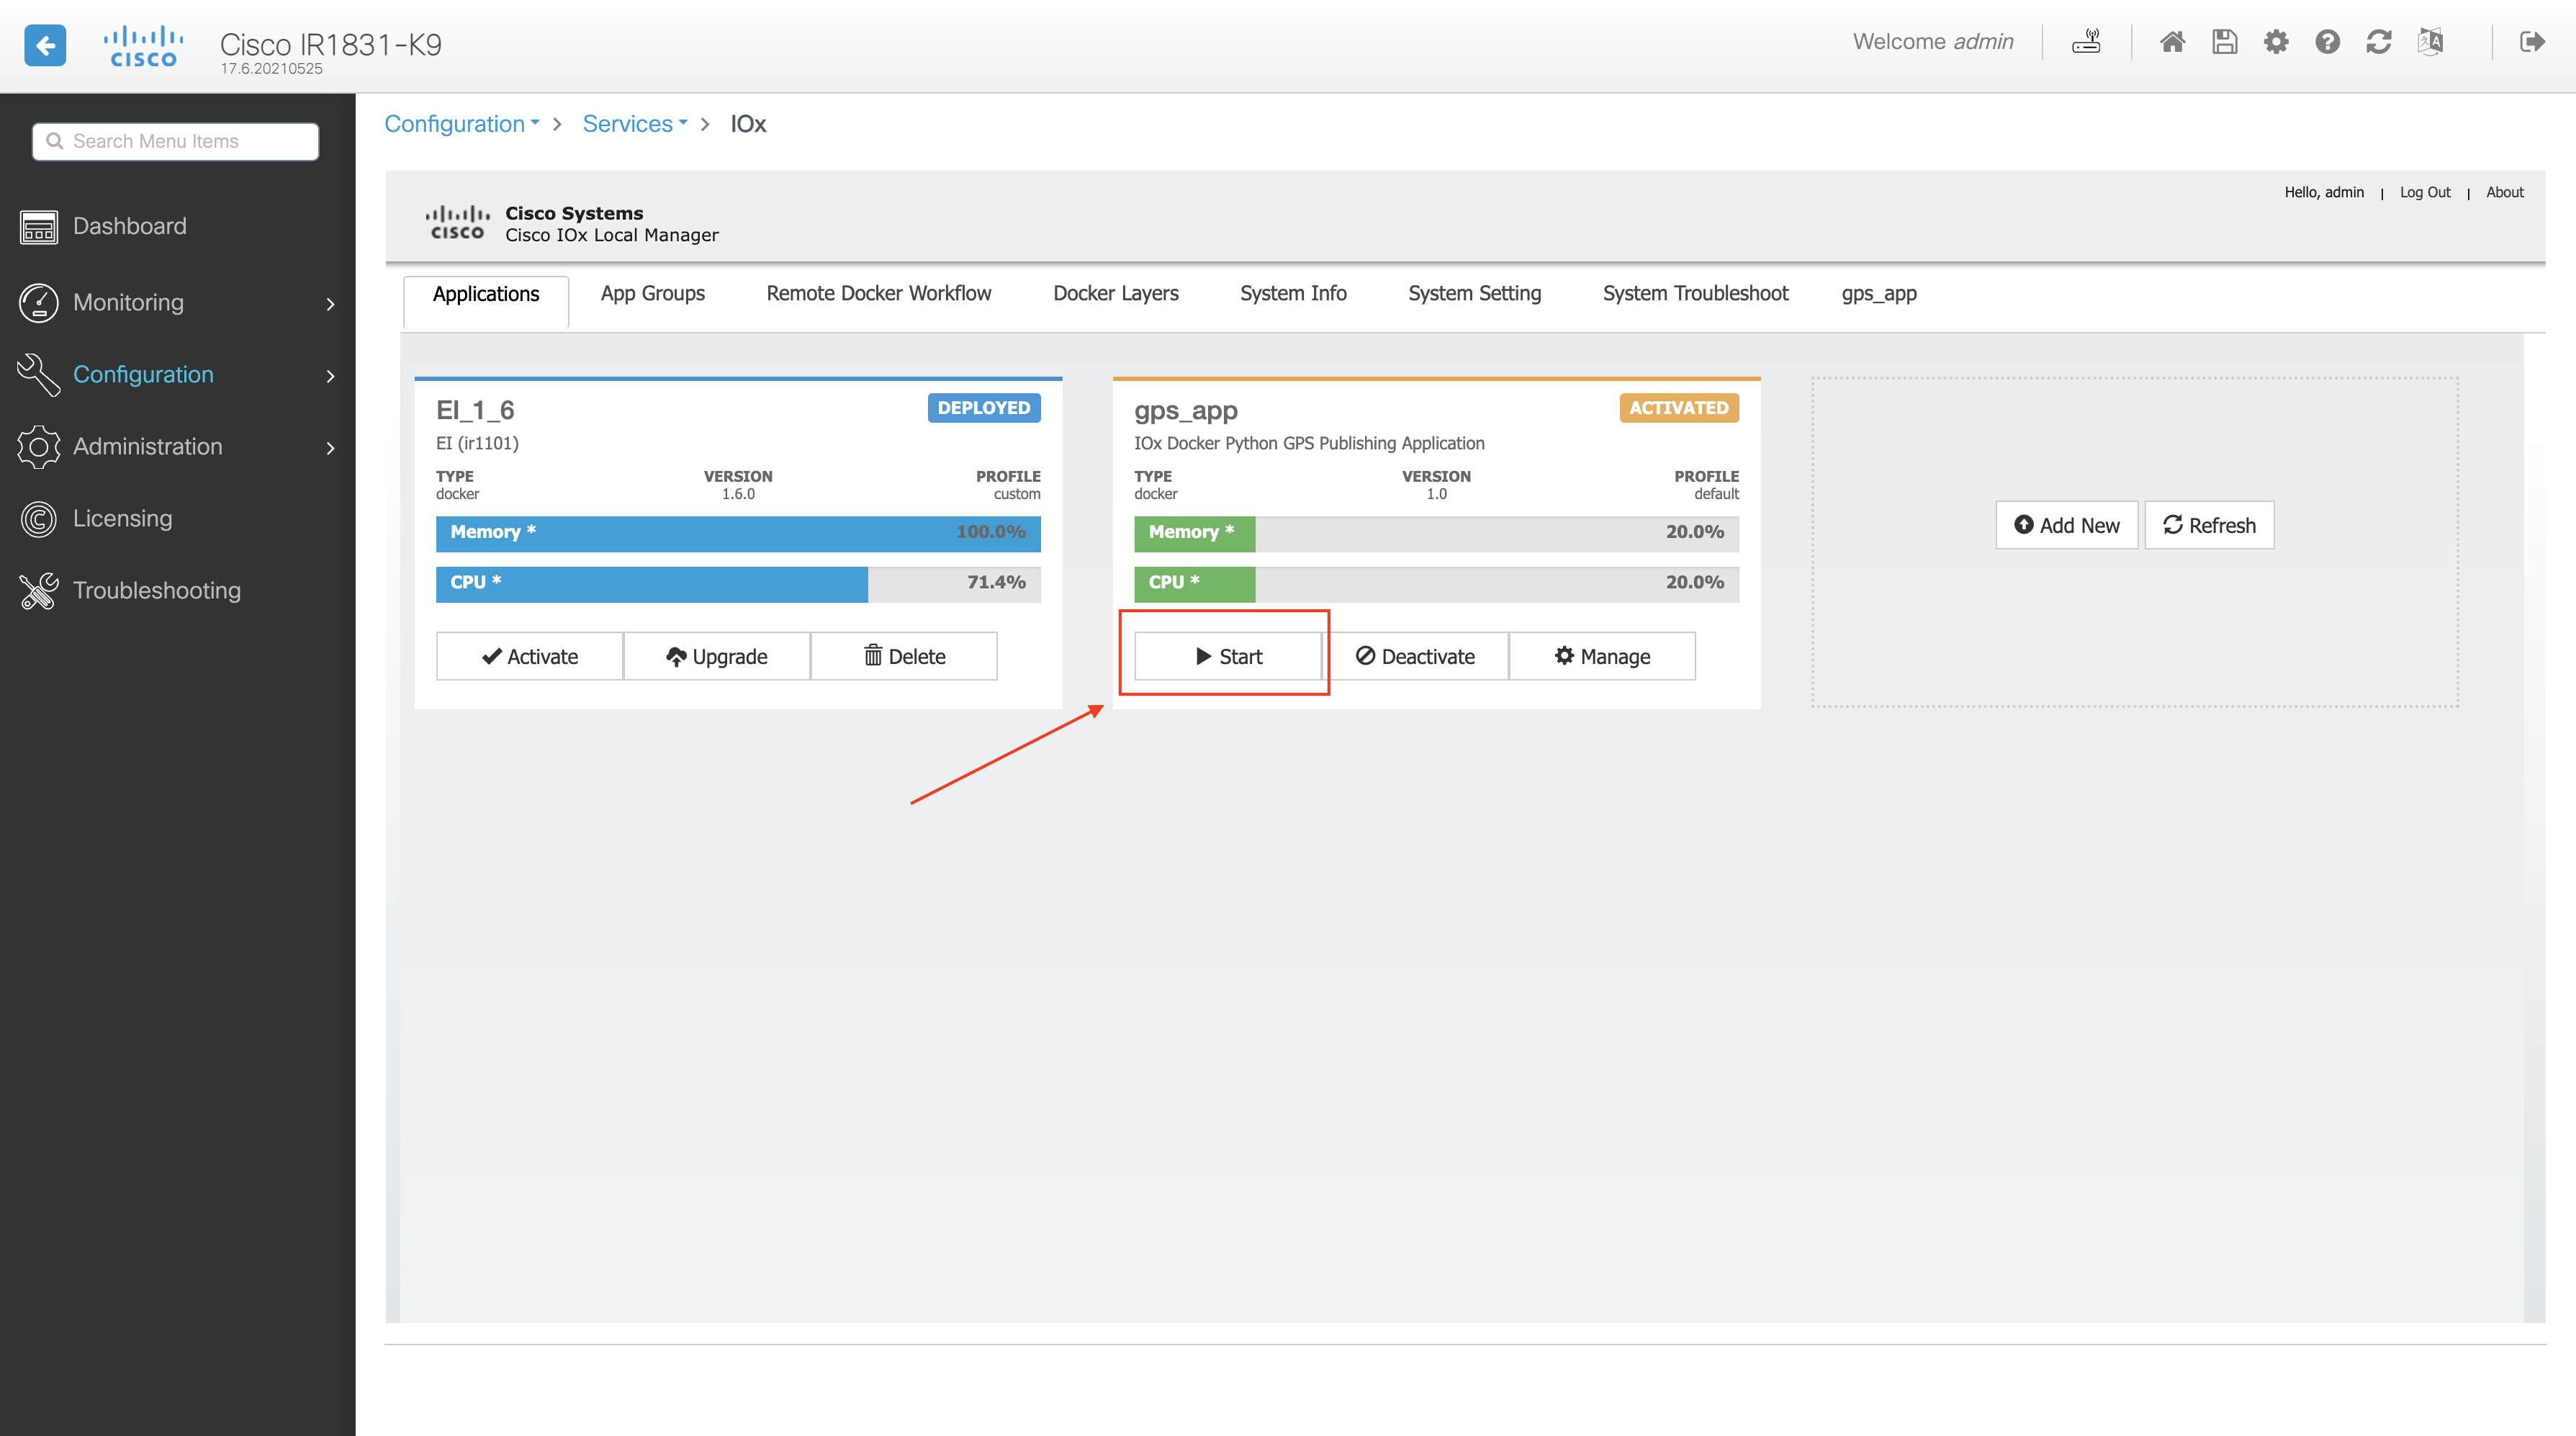 CISCO
Cisco IR1831-K9
17.6.20210525
Welcome admin
Search Menu Items
Dashboard
Monitoring
Configuration
Administration
Licensing
Troubleshooting
Configuration > Services > IOx
Hello, admin | Log Out | About
CISCO
Cisco Systems
Cisco IOx Local Manager
Applications App Groups Remote Docker Workflow Docker Layers System Info System Setting System Troubleshoot gps_app
EI_1_6 DEPLOYED
EI (ir1101)
TYPE VERSION PROFILE
docker 1.6.0 custom
Memory * 100.0%
CPU * 71.4%
Activate Upgrade Delete
gps_app ACTIVATED
IOx Docker Python GPS Publishing Application
TYPE VERSION PROFILE
docker 1.0 default
Memory * 20.0%
CPU * 20.0%
Start Deactivate Manage
Add New Refresh